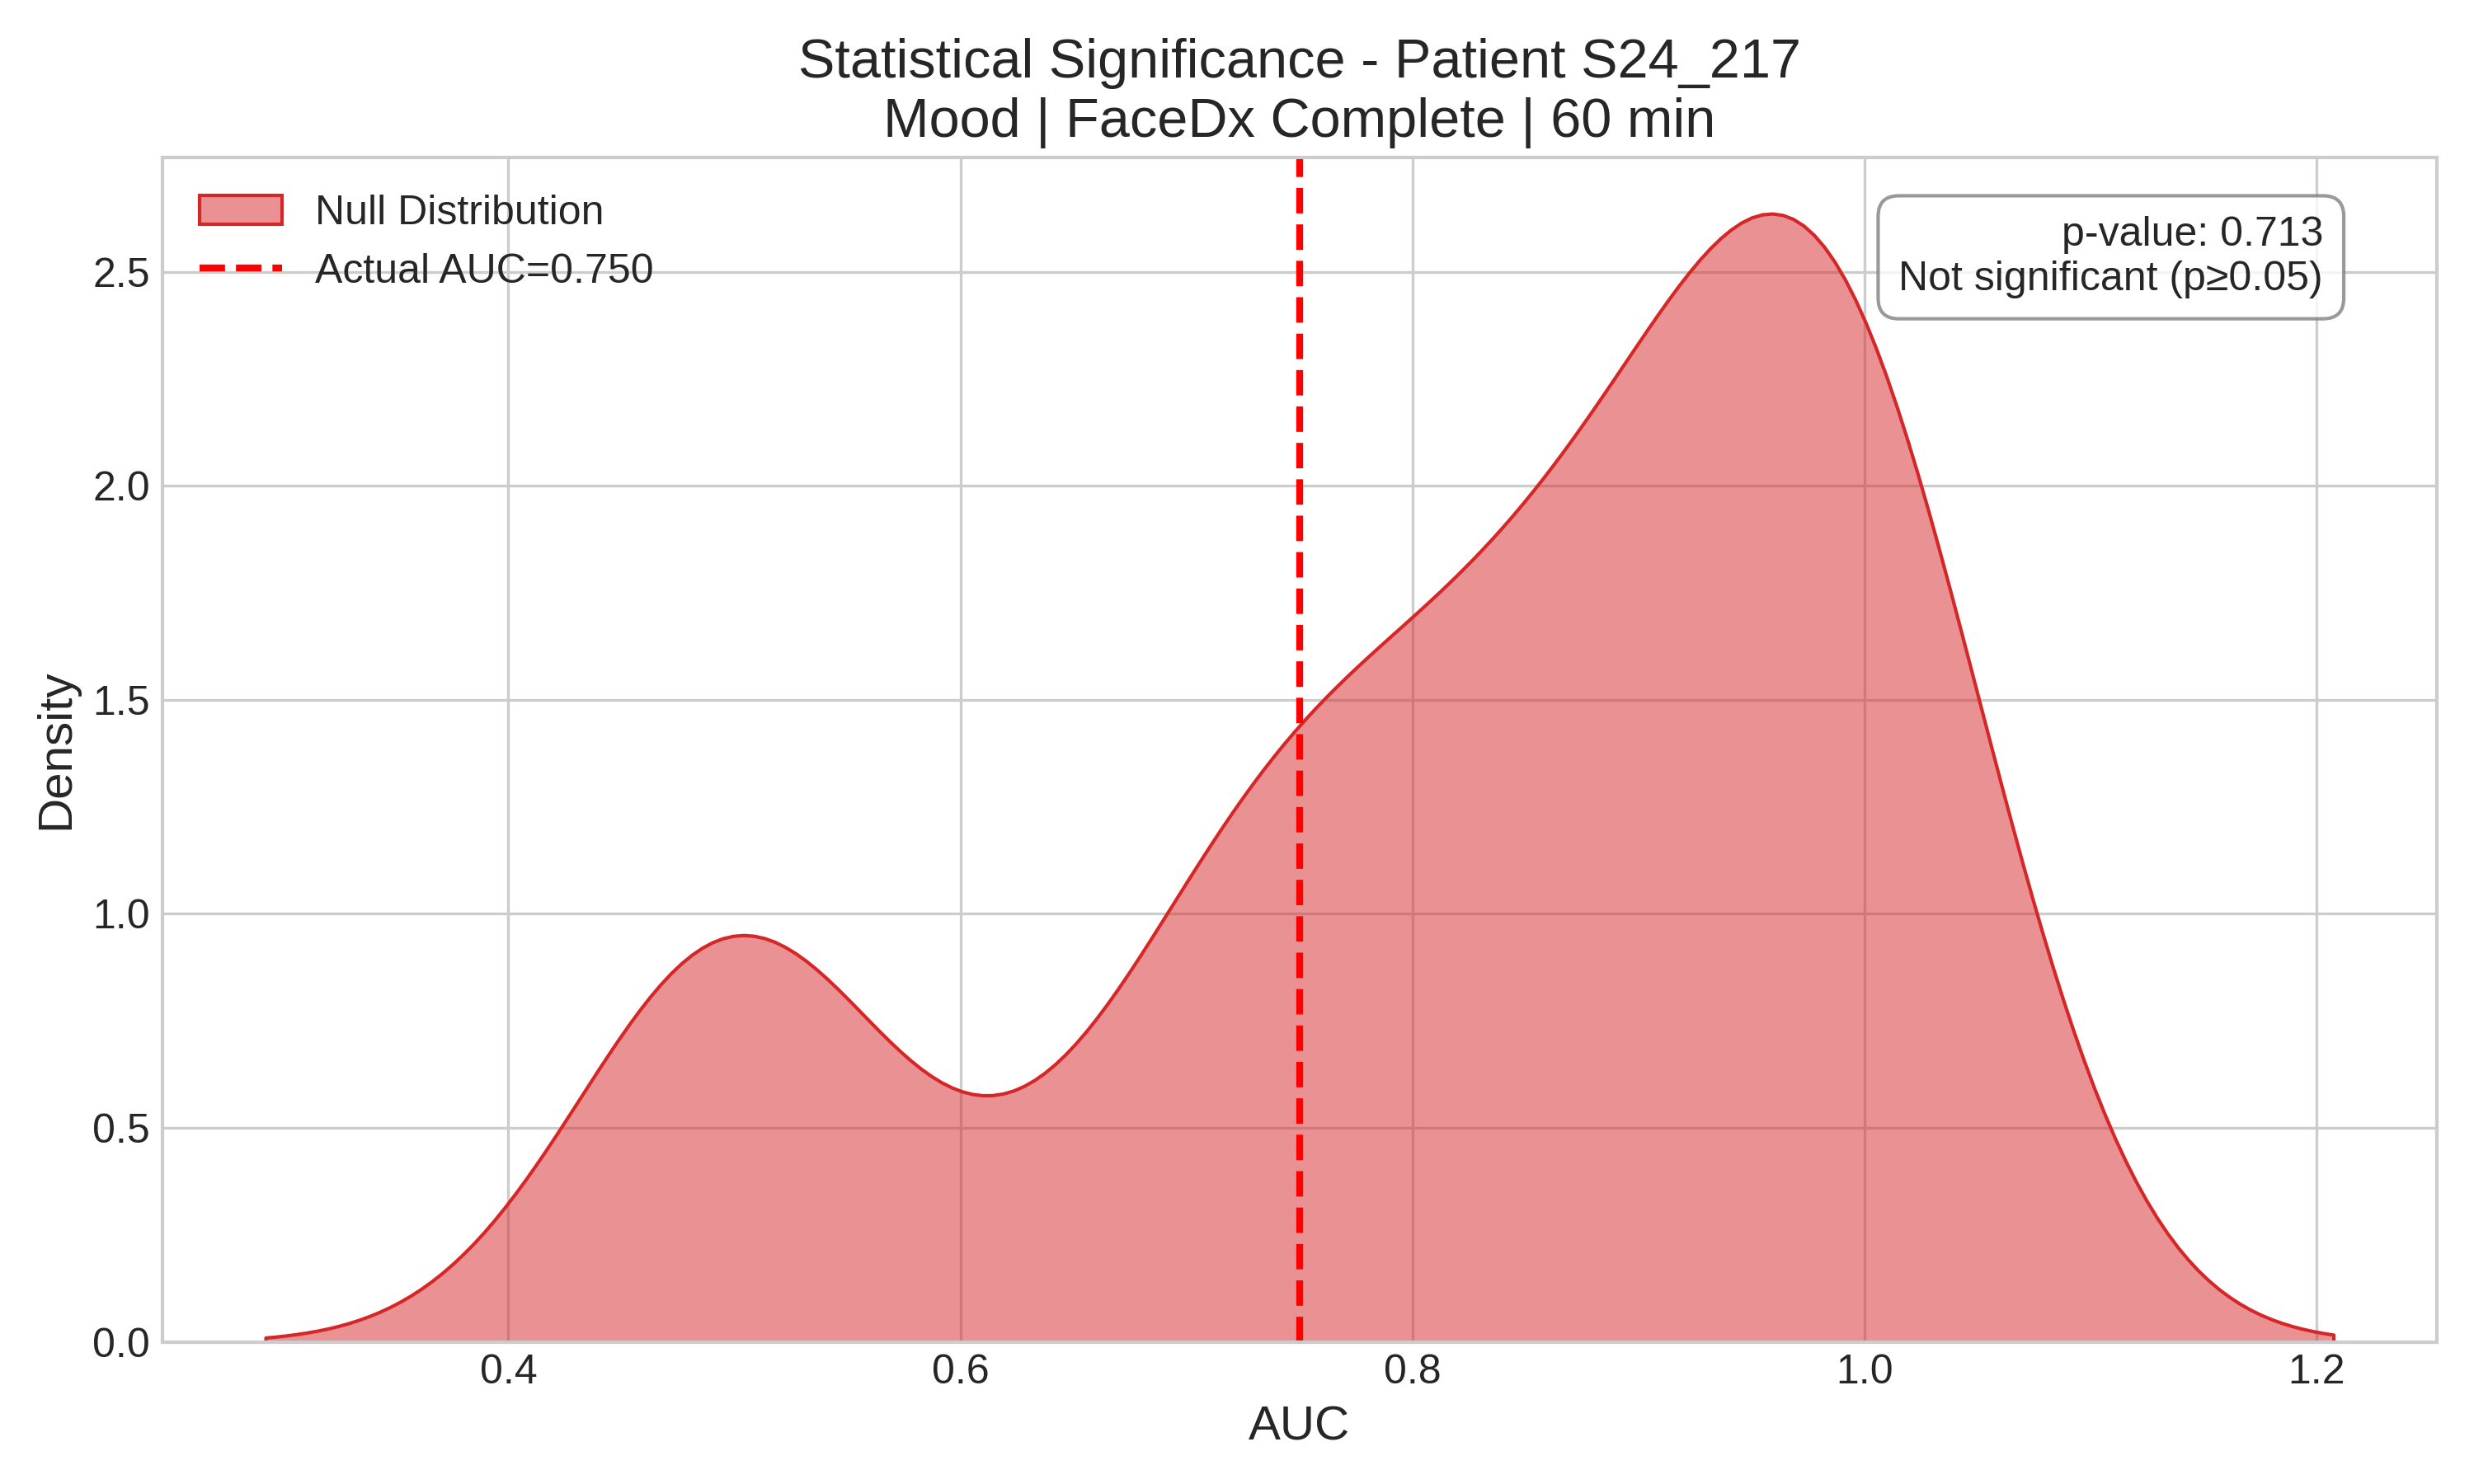 Statistical Significance - Patient S24_217
Mood | FaceDx Complete | 60 min
Null Distribution
Actual AUC=0.750
p-value: 0.713
Not significant (p≥0.05)
Density
2.5
2.0
1.5
1.0
0.5
0.0
0.4 0.6 0.8 1.0 1.2
AUC